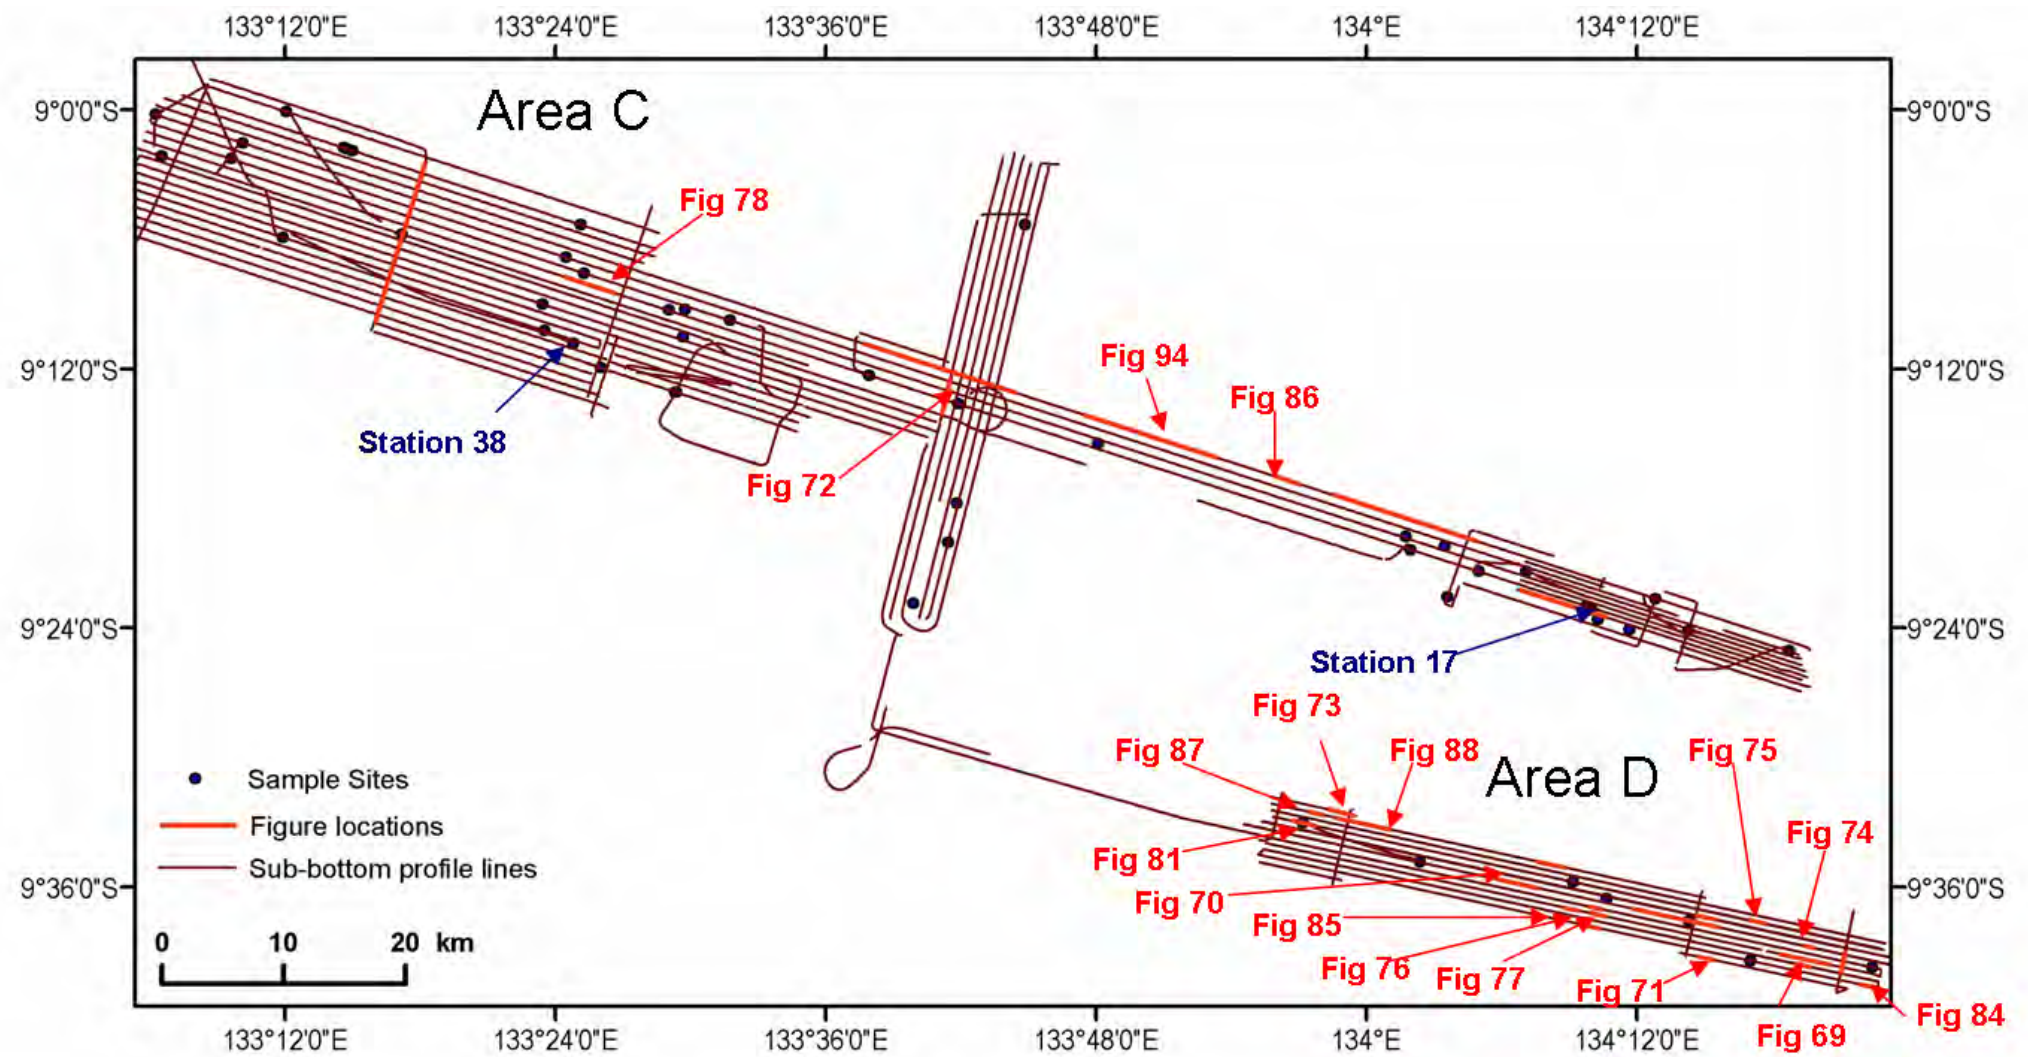 133°12'0"E 133°24'0"E 133°36'0"E 133°48'0"E 134°E 134°12'0"E
9°0'0"S 9°0'0"S
Area C
Fig 78
Fig 94
9°12'0"S 9°12'0"S
Fig 86
Station 38
Fig 72
9°24'0"S 9°24'0"S
Station 17
Fig 73
Fig 87 Fig 88 Fig 75
Area D
Sample Sites
Figure locations
Fig 74
Fig 81
Sub-bottom profile lines
9°36'0"S 9°36'0"S
Fig 70
Fig 85
0 10 20 km
Fig 76 Fig 77
Fig 71
Fig 84
Fig 69
133°12'0"E 133°24'0"E 133°36'0"E 133°48'0"E 134°E 134°12'0"E